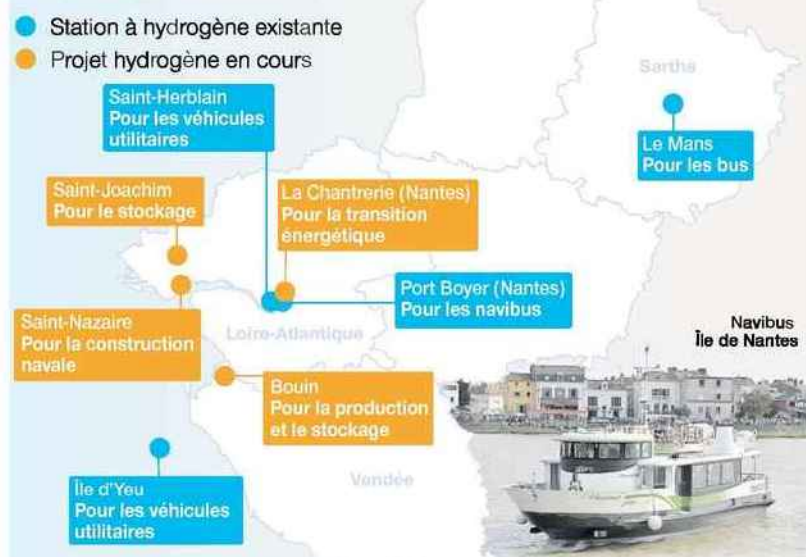 Station à hydrogène existante
Projet hydrogène en cours
Saint-Herblain
Pour les véhicules
utilitaires
Sarthe
Le Mans
Pour les bus
Saint-Joachim
Pour le stockage
La Chantrerie (Nantes)
Pour la transition
énergétique
Port Boyer (Nantes)
Pour les navibus
Saint-Nazaire
Pour la construction
navale
Loire-Atlantique
Navibus
Île de Nantes
Bouin
Pour la production
et le stockage
Vendée
Île d'Yeu
Pour les véhicules
utilitaires